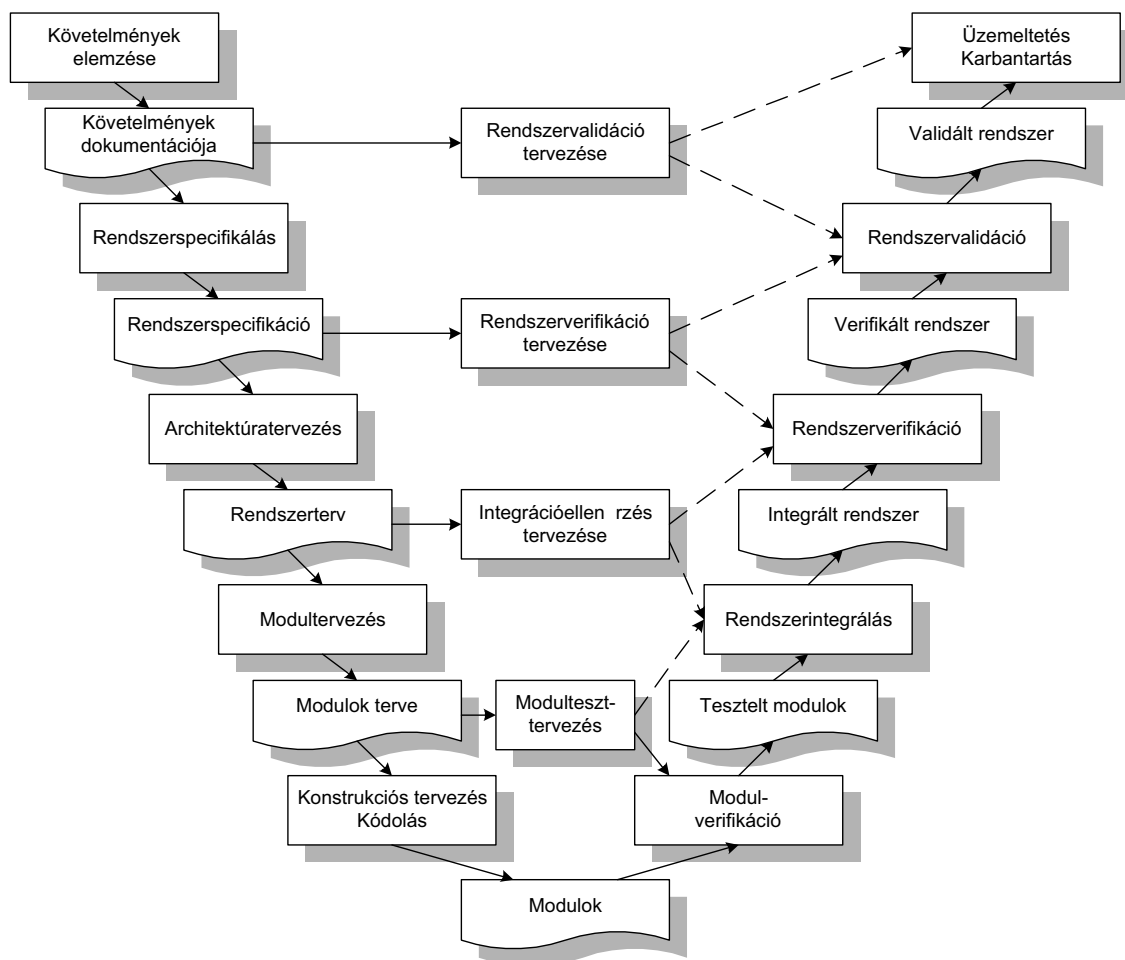 Követelmények
elemzése
Üzemeltetés
Karbantartás
Követelmények
dokumentációja
Rendszervalidáció
tervezése
Validált rendszer
Rendszerspecifikálás
Rendszervalidáció
Rendszerspecifikáció
Rendszerverifikáció
tervezése
Verifikált rendszer
Architektúratervezés
Rendszerverifikáció
Rendszerterv
Integrációellen rzés
tervezése
Integrált rendszer
Modultervezés
Rendszerintegrálás
Modulok terve
Modulteszt-
tervezés
Tesztelt modulok
Konstrukciós tervezés
Kódolás
Modul-
verifikáció
Modulok